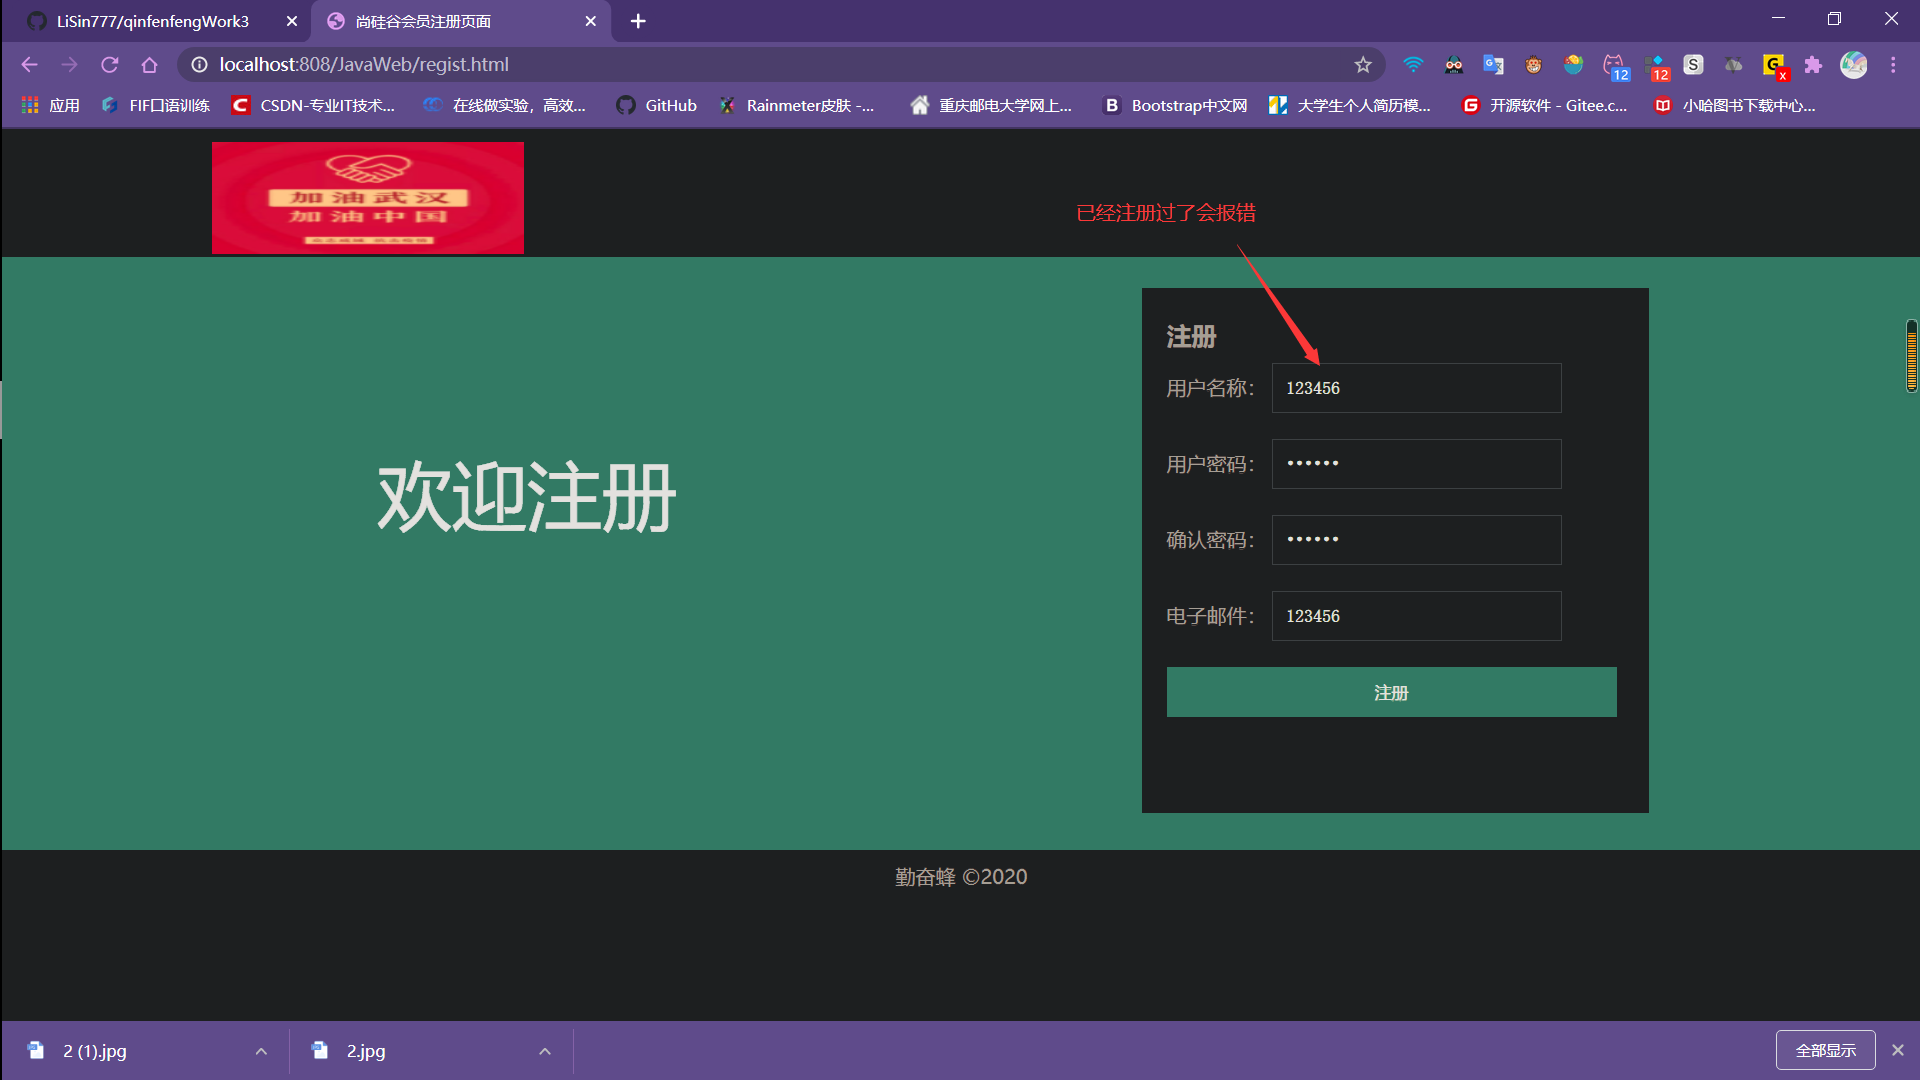 LiSin777/qinfenfengWork3
尚硅谷会员注册页面
localhost:808/JavaWeb/regist.html
12
12
S
G
x
应用
FIF口语训练
CSDN-专业IT技术...
在线做实验，高效...
GitHub
Rainmeter皮肤 -...
重庆邮电大学网上...
B Bootstrap中文网
大学生个人简历模...
开源软件 - Gitee.c...
小哈图书下载中心...
加油武汉
加油中国
已经注册过了会报错
注册
用户名称： 123456
用户密码： ••••••
欢迎注册
确认密码： ••••••
电子邮件： 123456
注册
勤奋蜂 ©2020
2 (1).jpg
2.jpg
全部显示